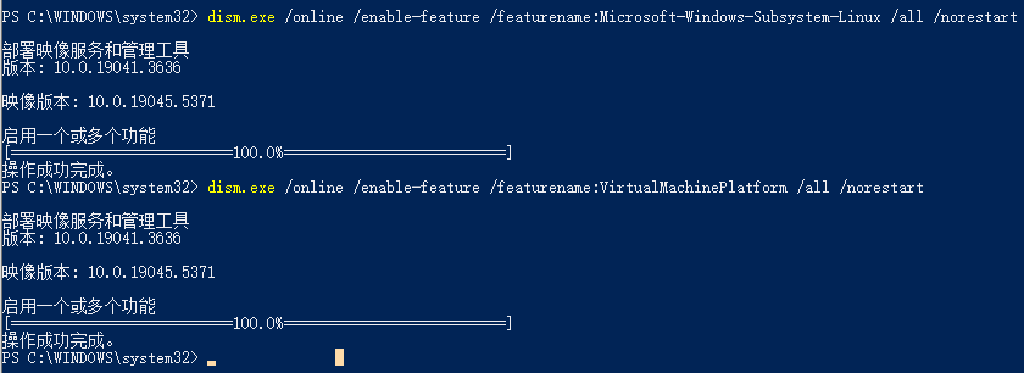 PS C:\WINDOWS\system32> dism.exe /online /enable-feature /featurename:Microsoft-Windows-Subsystem-Linux /all /norestart
部署映像服务和管理工具
版本: 10.0.19041.3636
映像版本: 10.0.19045.5371
启用一个或多个功能
[==========================100.0%==========================]
操作成功完成。
PS C:\WINDOWS\system32> dism.exe /online /enable-feature /featurename:VirtualMachinePlatform /all /norestart
部署映像服务和管理工具
版本: 10.0.19041.3636
映像版本: 10.0.19045.5371
启用一个或多个功能
[==========================100.0%==========================]
操作成功完成。
PS C:\WINDOWS\system32>